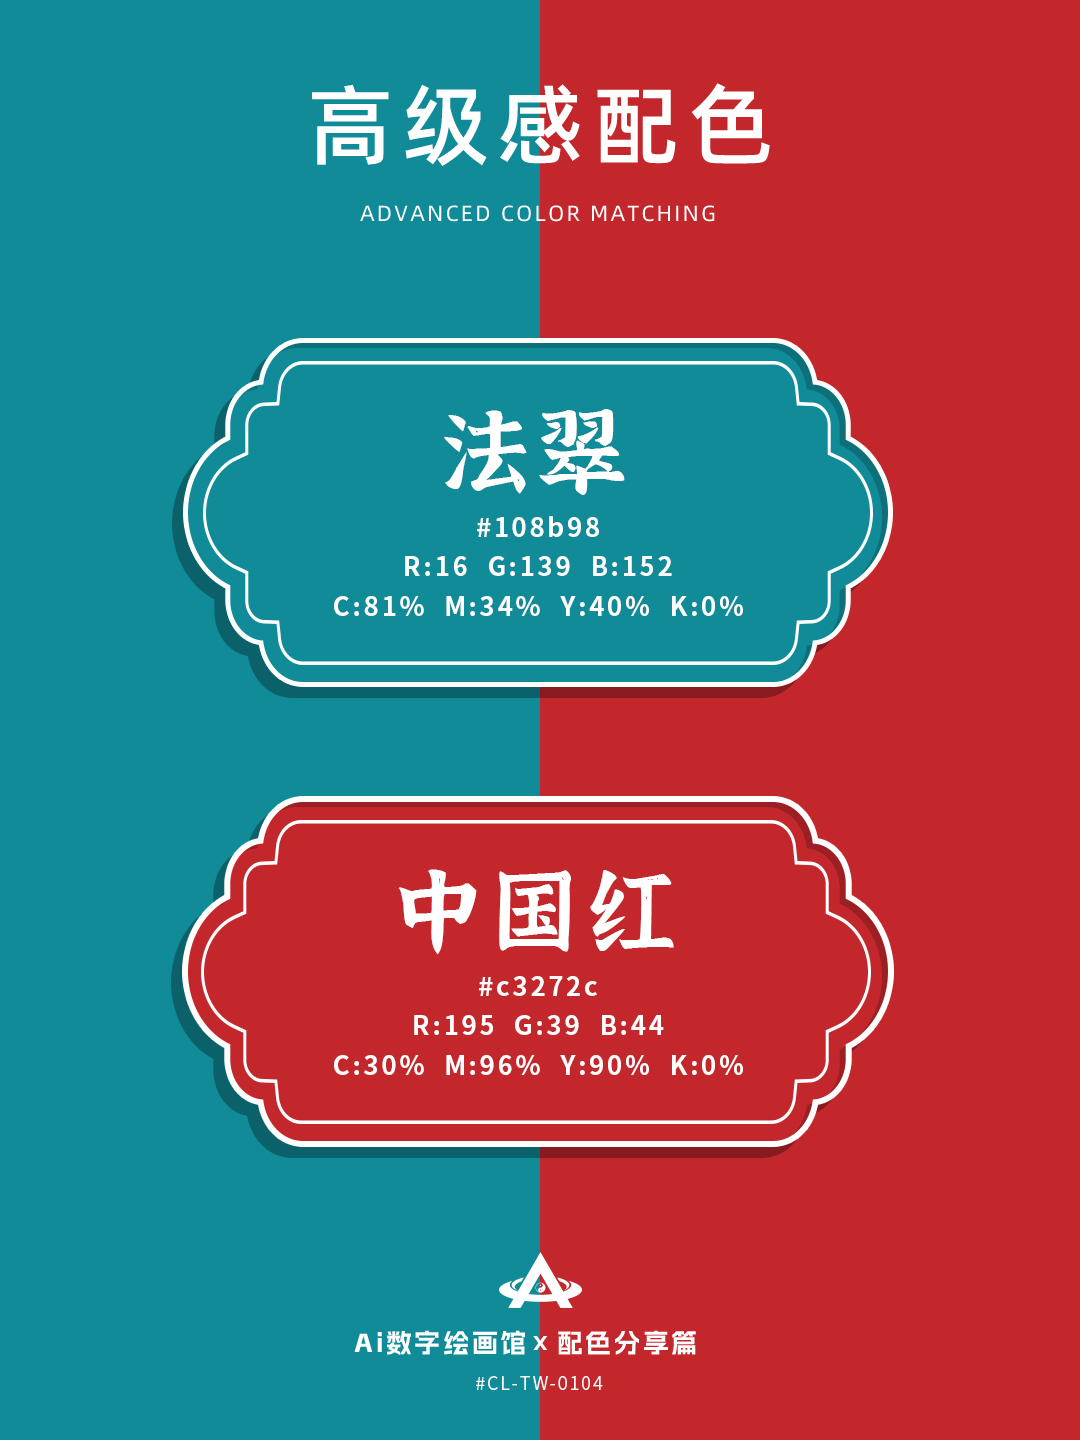 高级感配色
ADVANCED COLOR MATCHING
法翠
#108b98
R:16 G:139 B:152
C:81% M:34% Y:40% K:0%
中国红
#c3272c
R:195 G:39 B:44
C:30% M:96% Y:90% K:0%
Ai数字绘画馆 x 配色分享篇
#CL-TW-0104